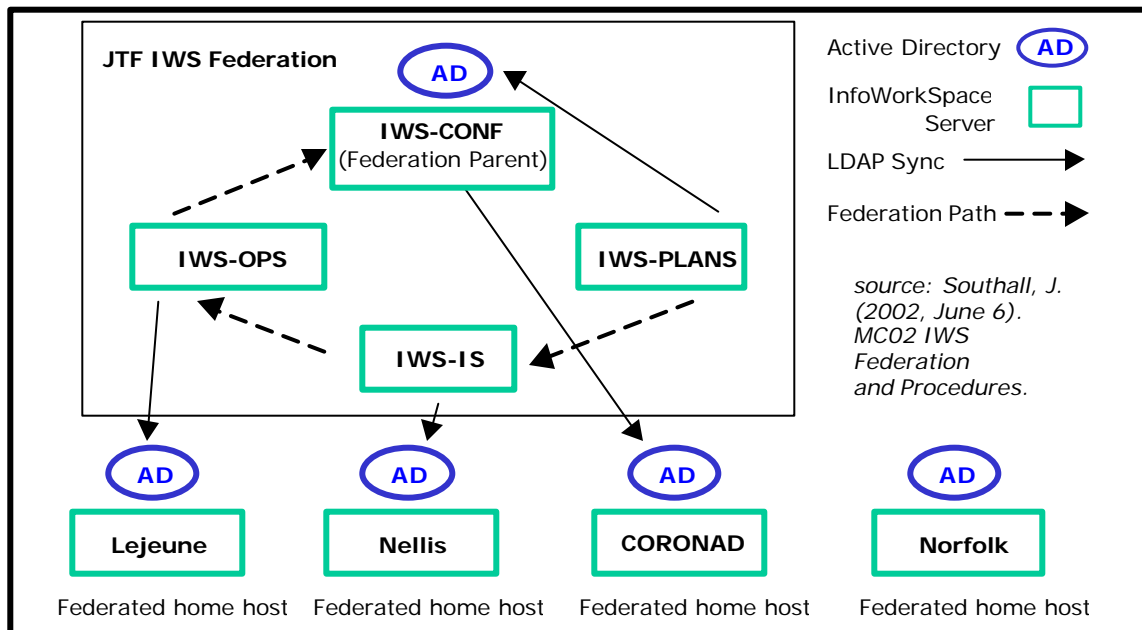 JTF IWS Federation
AD
IWS-CONF
(Federation Parent)
IWS-OPS
IWS-PLANS
IWS-IS
Active Directory
AD
InfoWorkSpace
Server
LDAP Sync
Federation Path
source: Southall, J.
(2002, June 6).
MC02 IWS
Federation
and Procedures.
AD
AD
AD
AD
Lejeune
Nellis
CORONAD
Norfolk
Federated home host
Federated home host
Federated home host
Federated home host